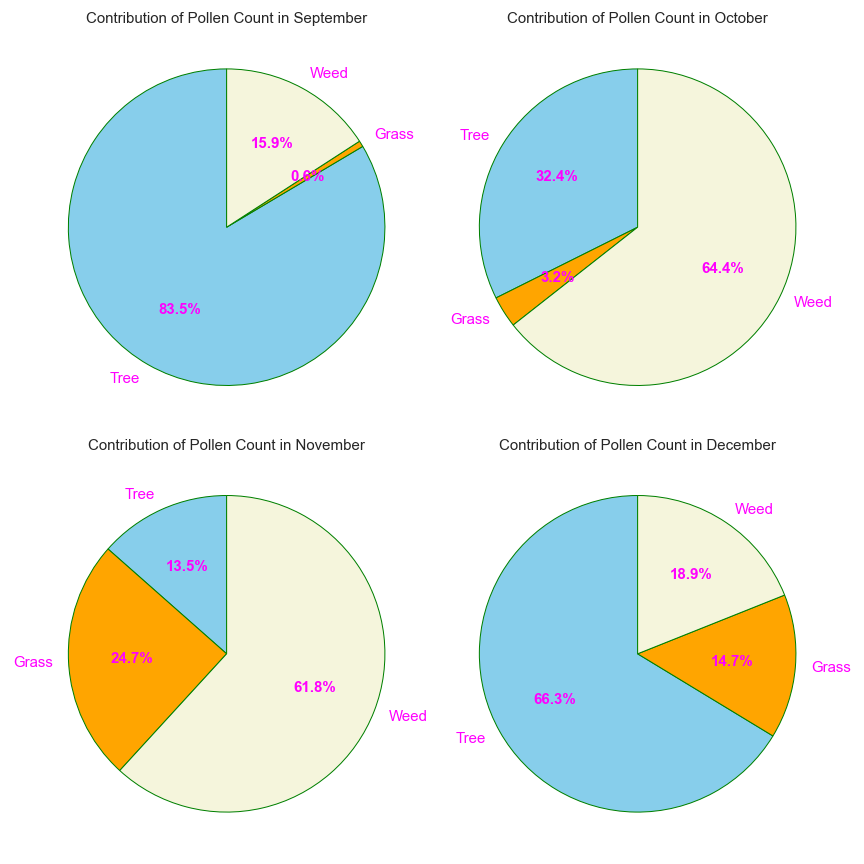 Contribution of Pollen Count in September
Weed
Grass
15.9%
0.6%
83.5%
Tree
Contribution of Pollen Count in October
Tree
32.4%
3.2%
64.4%
Grass
Weed
Contribution of Pollen Count in November
Tree
13.5%
Grass
24.7%
61.8%
Weed
Contribution of Pollen Count in December
Weed
18.9%
14.7%
Grass
66.3%
Tree